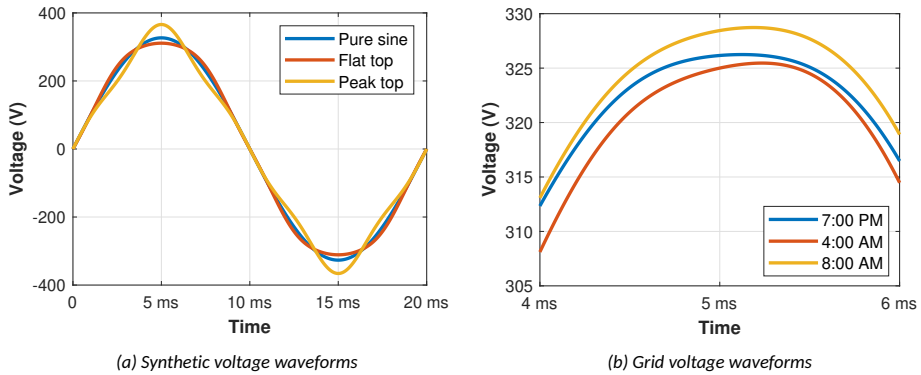 400
200
0
-200
-400
Voltage (V)
Pure sine
Flat top
Peak top
0
5 ms
10 ms
15 ms
20 ms
Time
(a) Synthetic voltage waveforms
330
325
320
315
310
305
Voltage (V)
7:00 PM
4:00 AM
8:00 AM
4 ms
5 ms
6 ms
Time
(b) Grid voltage waveforms